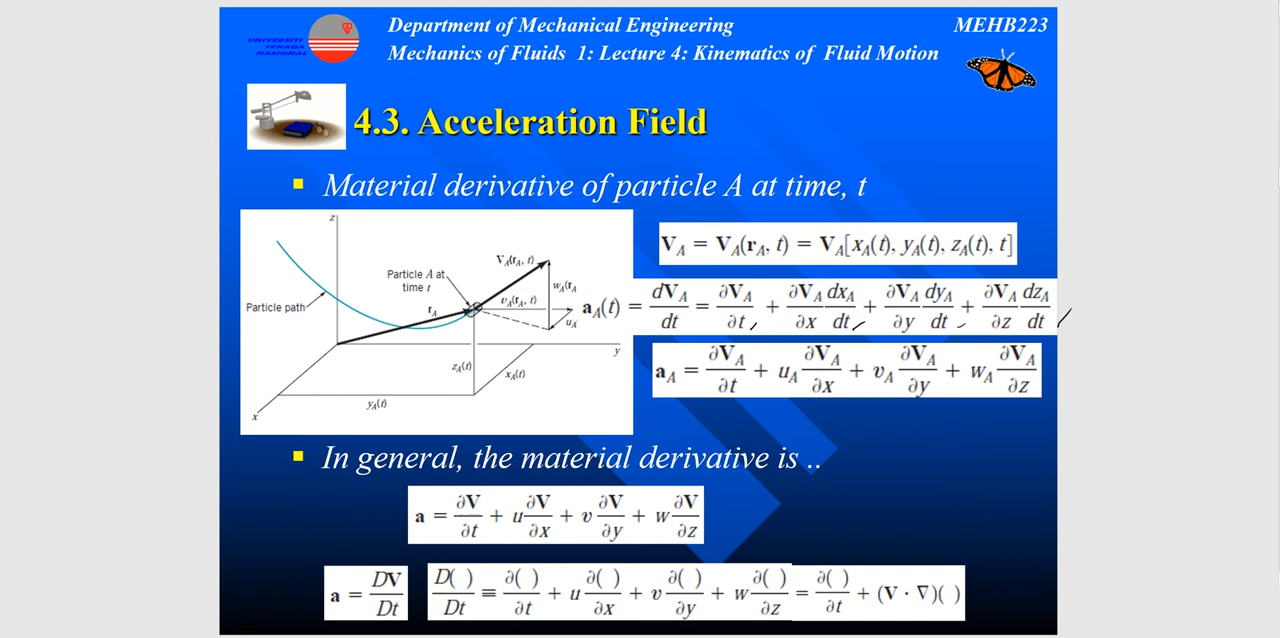 Department of Mechanical Engineering MEHB223
UNIVERSITI
TENAGA
NASIONAL
Mechanics of Fluids 1: Lecture 4: Kinematics of Fluid Motion
4.3. Acceleration Field
▪ Material derivative of particle A at time, t
z
Particle path
Particle A at
time t
V_A(r_A, t)
r_A
v_A(r_A, t)
w_A(r_A
u_A
z_A(t)
x_A(t)
y_A(t)
y
x
V_A = V_A(r_A, t) = V_A[x_A(t), y_A(t), z_A(t), t]
a_A(t) = dV_A/dt = ∂V_A/∂t + ∂V_A/∂x dx_A/dt + ∂V_A/∂y dy_A/dt + ∂V_A/∂z dz_A/dt
a_A = ∂V_A/∂t + u_A ∂V_A/∂x + v_A ∂V_A/∂y + w_A ∂V_A/∂z
▪ In general, the material derivative is ..
a = ∂V/∂t + u ∂V/∂x + v ∂V/∂y + w ∂V/∂z
a = DV/Dt
D( )/Dt ≡ ∂( )/∂t + u ∂( )/∂x + v ∂( )/∂y + w ∂( )/∂z = ∂( )/∂t + (V · ∇)( )